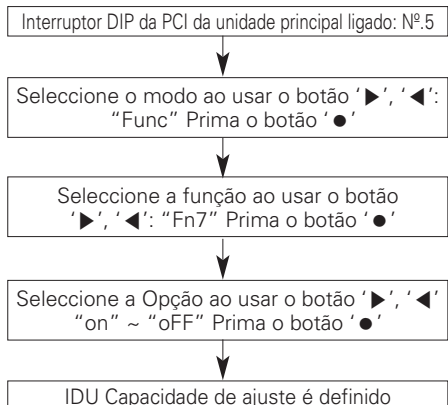 Interruptor DIP da PCI da unidade principal ligado: Nº.5
Seleccione o modo ao usar o botão ‘▶’, ‘◀’:
“Func” Prima o botão ‘●’
Seleccione a função ao usar o botão
‘▶’, ‘◀’: “Fn7” Prima o botão ‘●’
Seleccione a Opção ao usar o botão ‘▶’, ‘◀’
“on” ~ “oFF” Prima o botão ‘●’
IDU Capacidade de ajuste é definido